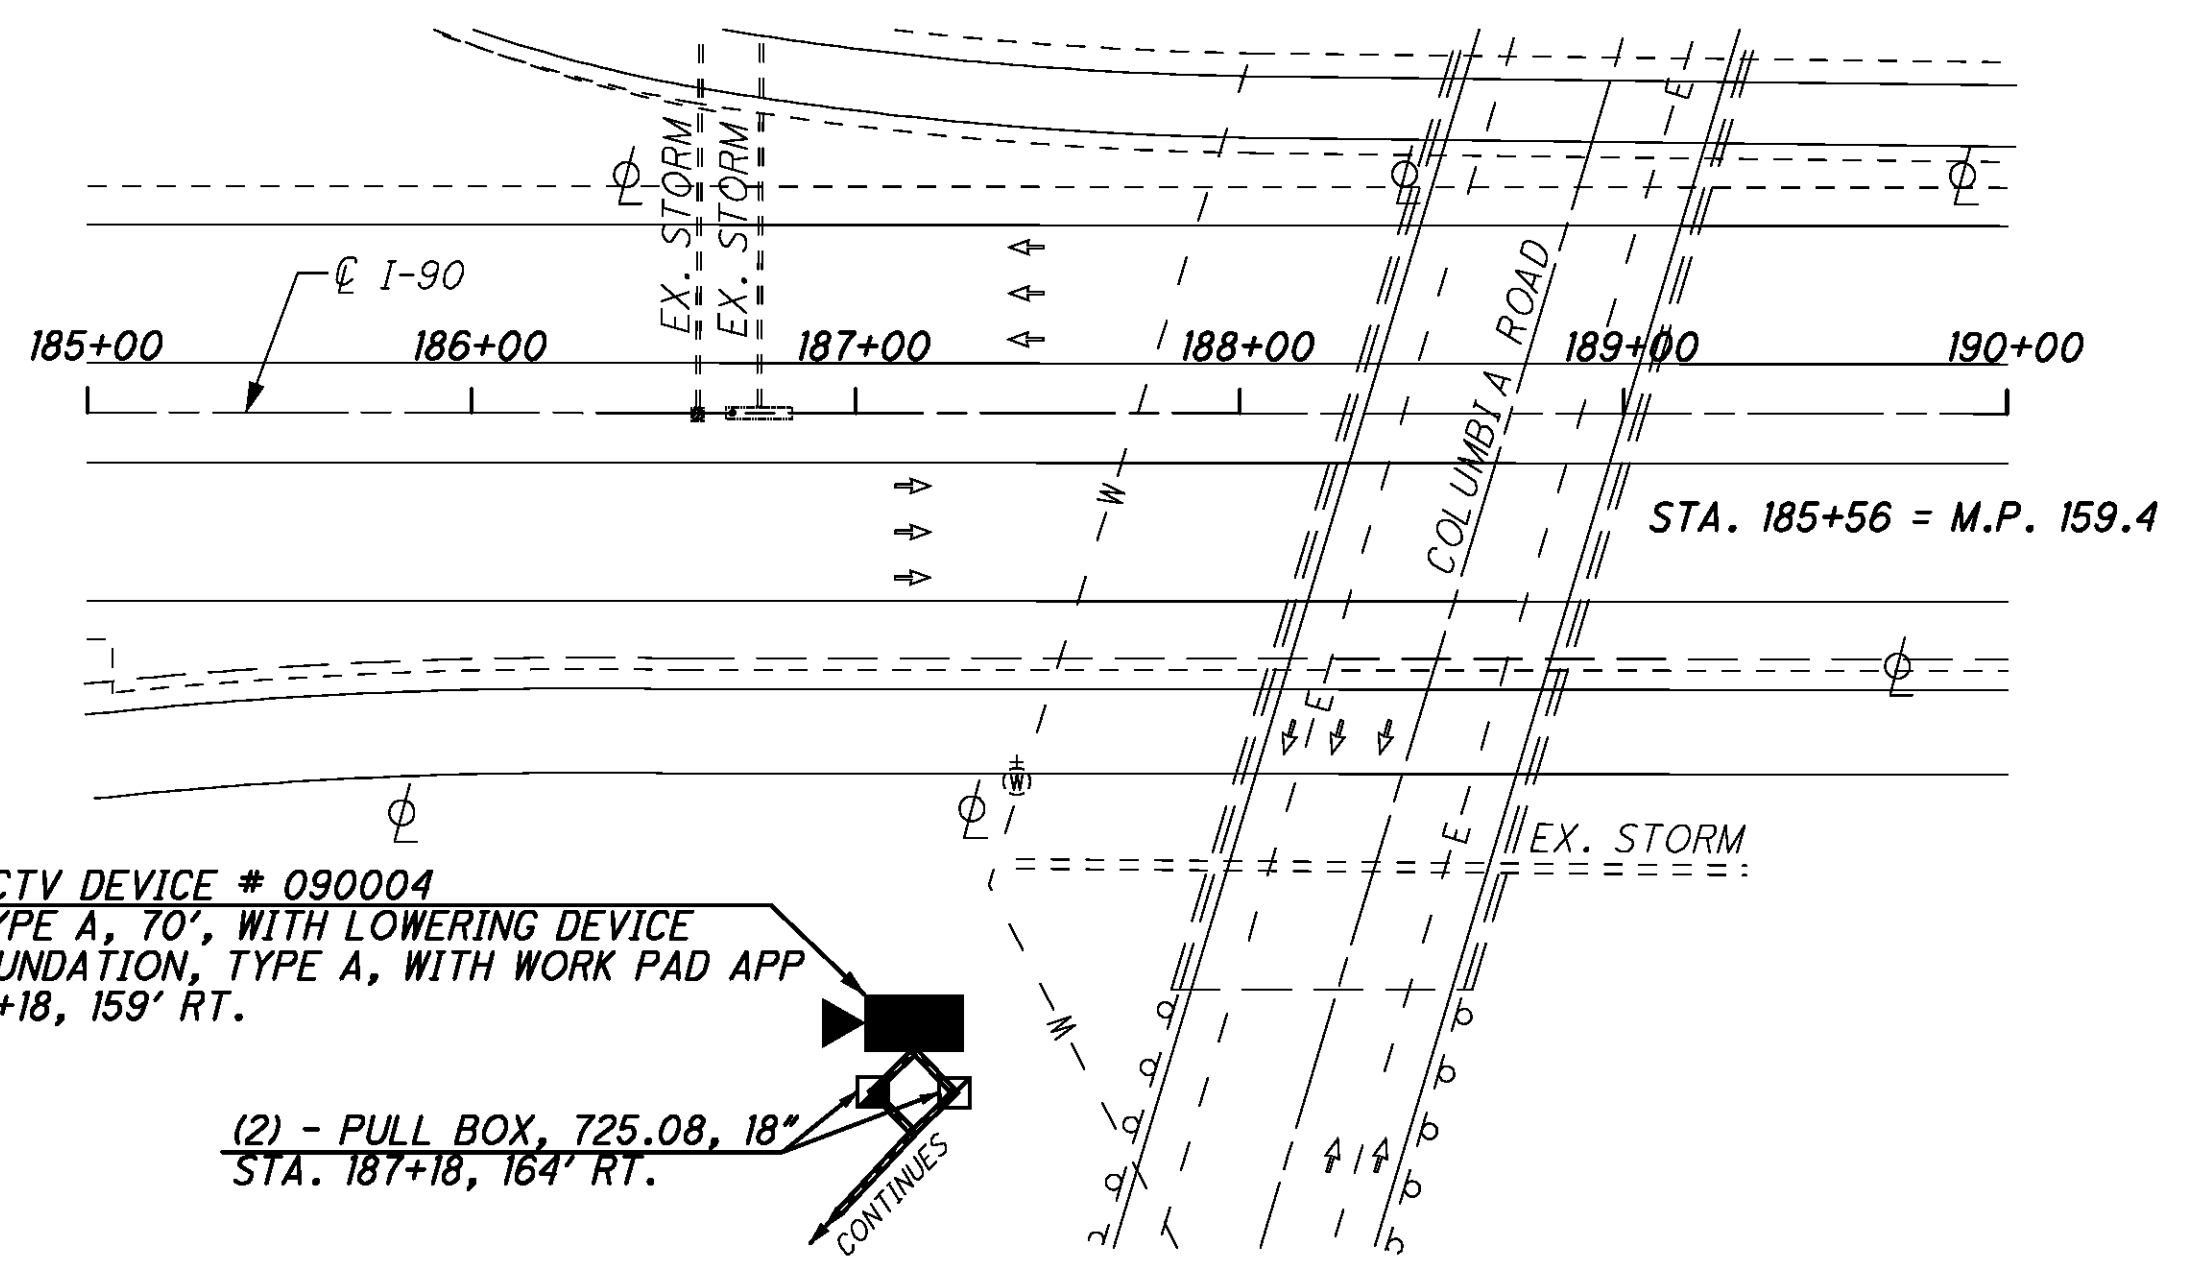 EX. STORM
EX. STORM
℄ I-90
185+00
186+00
187+00
188+00
189+00
190+00
COLUMBIA ROAD
E
W
STA. 185+56 = M.P. 159.4
E
(W)
E
EX. STORM
CTV DEVICE # 090004
YPE A, 70', WITH LOWERING DEVICE
UNDATION, TYPE A, WITH WORK PAD APP
+18, 159' RT.
W
(2) - PULL BOX, 725.08, 18"
STA. 187+18, 164' RT.
CONTINUES